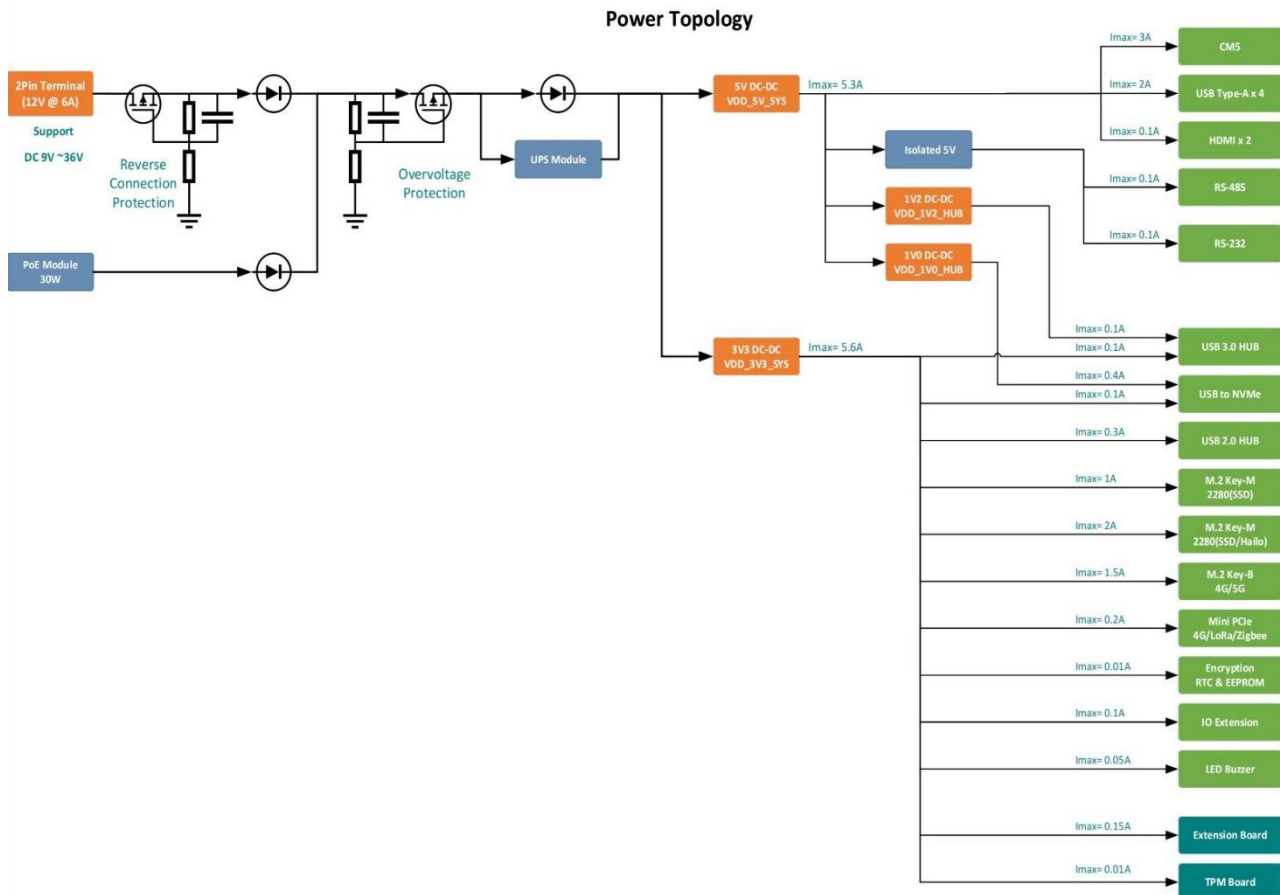 Power Topology
2Pin Terminal
(12V @ 6A)
Support
DC 9V ~36V
Reverse
Connection
Protection
PoE Module
30W
Overvoltage
Protection
UPS Module
5V DC-DC
VDD_5V_SYS
Imax= 5.3A
Isolated 5V
1V2 DC-DC
VDD_1V2_HUB
1V0 DC-DC
VDD_1V0_HUB
3V3 DC-DC
VDD_3V3_SYS
Imax= 5.6A
Imax= 3A
CM5
Imax= 2A
USB Type-A x 4
Imax= 0.1A
HDMI x 2
Imax= 0.1A
RS-485
Imax= 0.1A
RS-232
Imax= 0.1A
Imax= 0.1A
USB 3.0 HUB
Imax= 0.4A
Imax= 0.1A
USB to NVMe
Imax= 0.3A
USB 2.0 HUB
Imax= 1A
M.2 Key-M
2280(SSD)
Imax= 2A
M.2 Key-M
2280(SSD/Hailo)
Imax= 1.5A
M.2 Key-B
4G/5G
Imax= 0.2A
Mini PCIe
4G/LoRa/Zigbee
Imax= 0.01A
Encryption
RTC & EEPROM
Imax= 0.1A
IO Extension
Imax= 0.05A
LED Buzzer
Imax= 0.15A
Extension Board
Imax= 0.01A
TPM Board